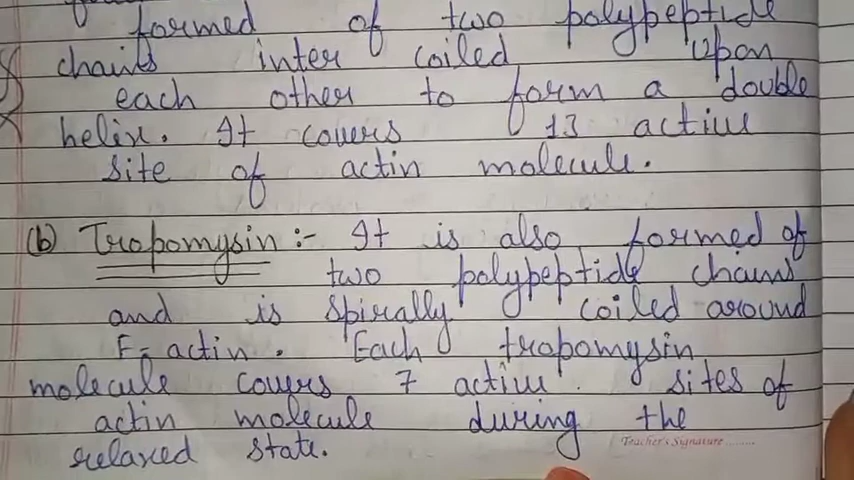 formed of two polypeptide
chains inter coiled upon
each other to form a double
helix. It covers 13 active
site of actin molecule.
(b) Tropomysin :- It is also formed of
two polypeptide chains
and is spirally coiled around
F-actin. Each tropomysin
molecule covers 7 active sites of
actin molecule during the
relaxed state.
Teacher's Signature ........